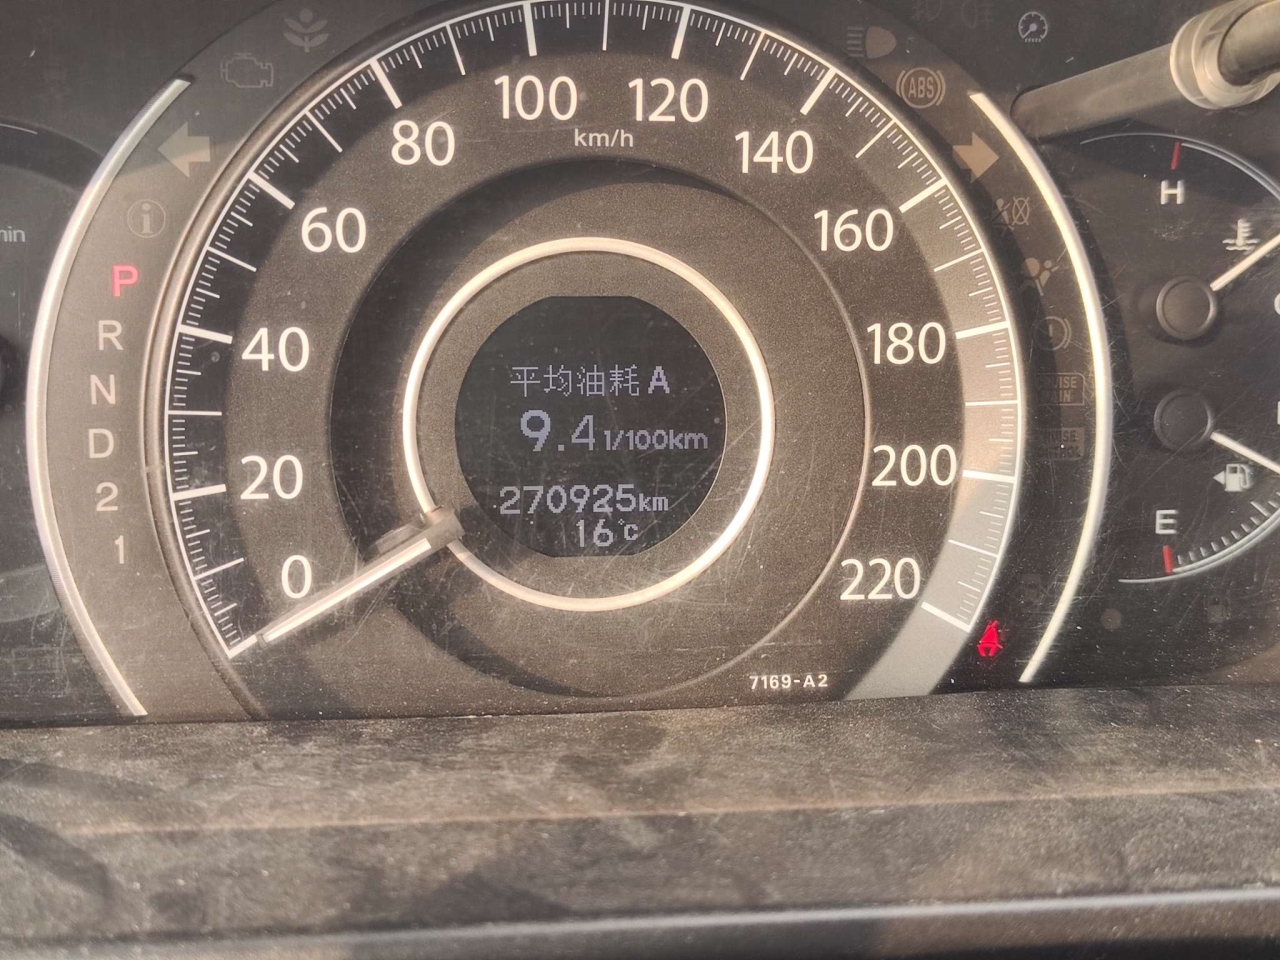 100 120
km/h
80 140
60 160
40 180
20 200
0 220
ABS
min
P
R
N
D
2
1
H
E
平均油耗 A
9.4 l/100km
270925km
16°C
7169-A2